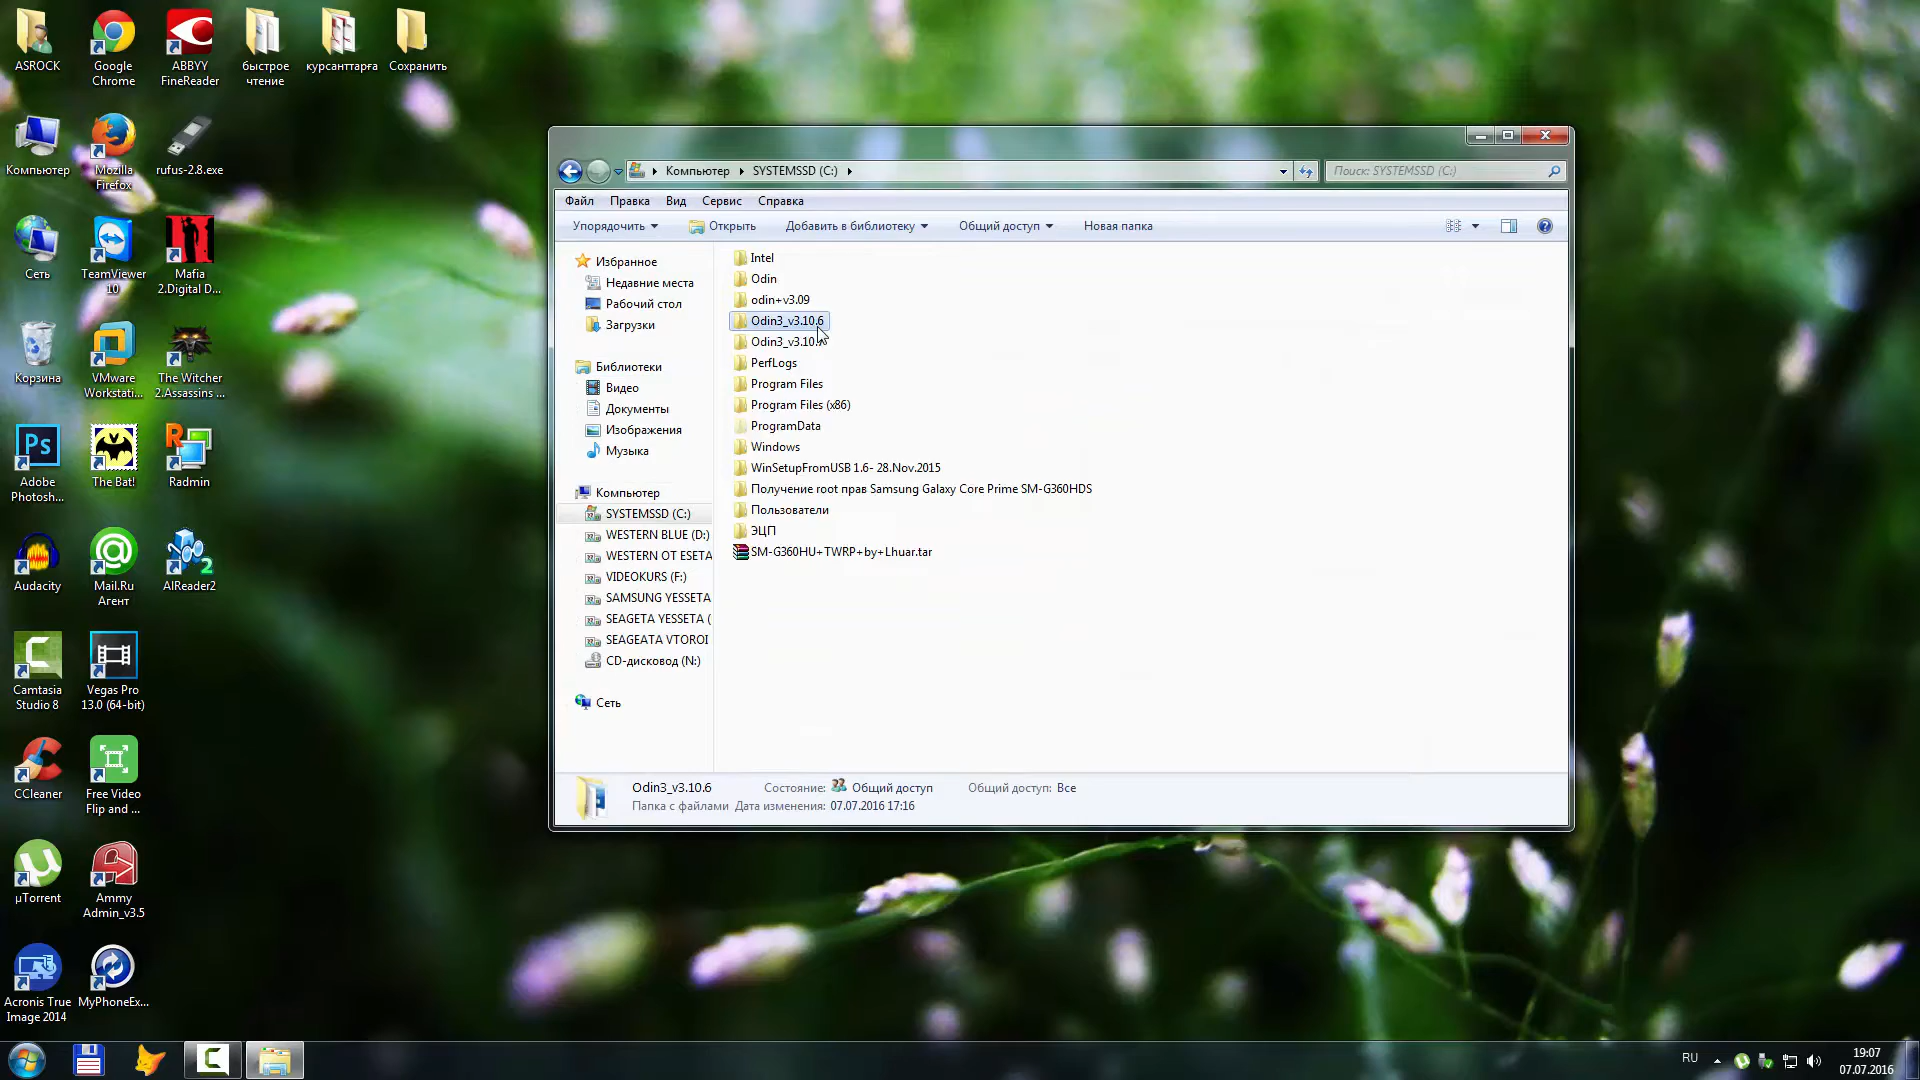 ASROCK
Google
Chrome
ABBYY
FineReader
быстрое
чтение
курсанттарға
Сохранить
Компьютер
Mozilla
Firefox
rufus-2.8.exe
Сеть
TeamViewer
10
Mafia
2.Digital D...
Корзина
VMware
Workstati...
The Witcher
2.Assassins ...
Ps
Adobe
Photosh...
The Bat!
Radmin
Audacity
Mail.Ru
Агент
AlReader2
Camtasia
Studio 8
Vegas Pro
13.0 (64-bit)
CCleaner
Free Video
Flip and ...
µTorrent
Ammy
Admin_v3.5
Acronis True
Image 2014
MyPhoneEx...
Компьютер
SYSTEMSSD (C:)
Поиск: SYSTEMSSD (C:)
Файл Правка Вид Сервис Справка
Упорядочить Открыть Добавить в библиотеку Общий доступ Новая папка
Избранное
Недавние места
Рабочий стол
Загрузки
Библиотеки
Видео
Документы
Изображения
Музыка
Компьютер
SYSTEMSSD (C:)
WESTERN BLUE (D:)
WESTERN OT ESETA
VIDEOKURS (F:)
SAMSUNG YESSETA
SEAGETA YESSETA (
SEAGEATA VTOROI
CD-дисковод (N:)
Сеть
Intel
Odin
odin+v3.09
Odin3_v3.10.6
Odin3_v3.10.
PerfLogs
Program Files
Program Files (x86)
ProgramData
Windows
WinSetupFromUSB 1.6- 28.Nov.2015
Получение root прав Samsung Galaxy Core Prime SM-G360HDS
Пользователи
ЭЦП
SM-G360HU+TWRP+by+Lhuar.tar
Odin3_v3.10.6 Состояние: Общий доступ Общий доступ: Все
Папка с файлами Дата изменения: 07.07.2016 17:16
RU
19:07
07.07.2016